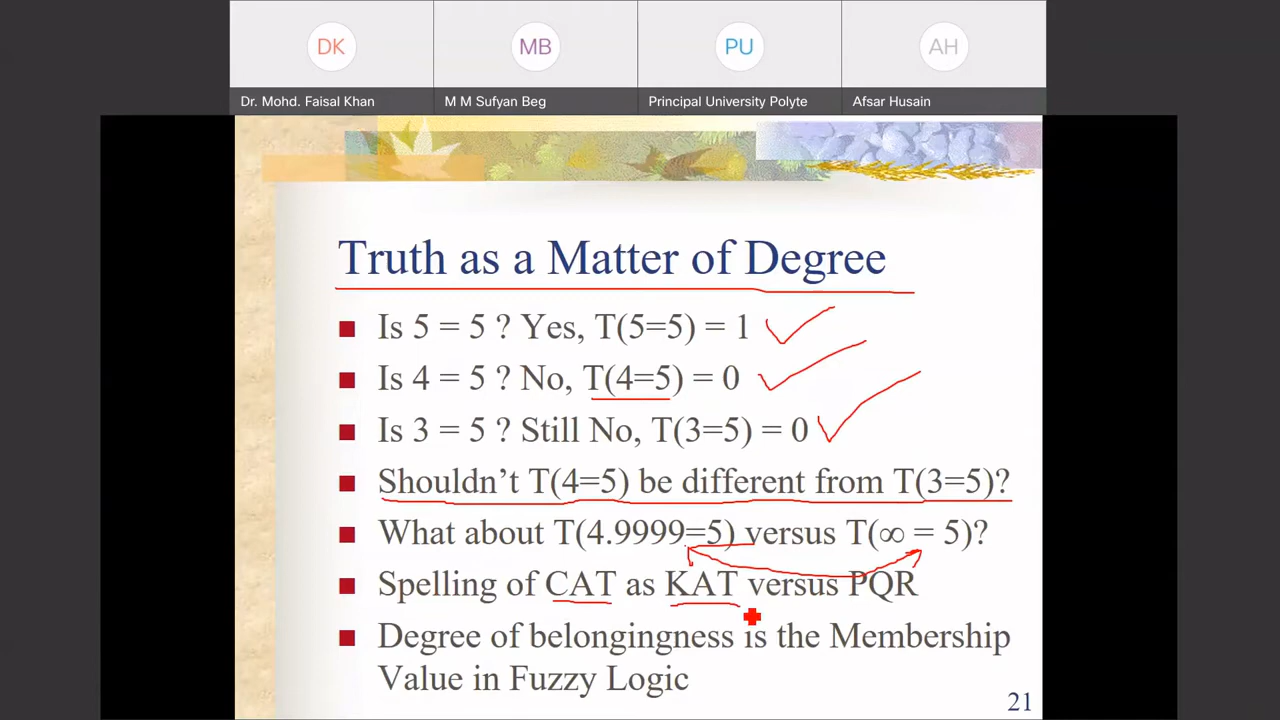 DK
MB
PU
AH
Dr. Mohd. Faisal Khan
M M Sufyan Beg
Principal University Polyte
Afsar Husain
Truth as a Matter of Degree
Is 5 = 5 ? Yes, T(5=5) = 1
Is 4 = 5 ? No, T(4=5) = 0
Is 3 = 5 ? Still No, T(3=5) = 0
Shouldn't T(4=5) be different from T(3=5)?
What about T(4.9999=5) versus T(∞ = 5)?
Spelling of CAT as KAT versus PQR
Degree of belongingness is the Membership
Value in Fuzzy Logic
21